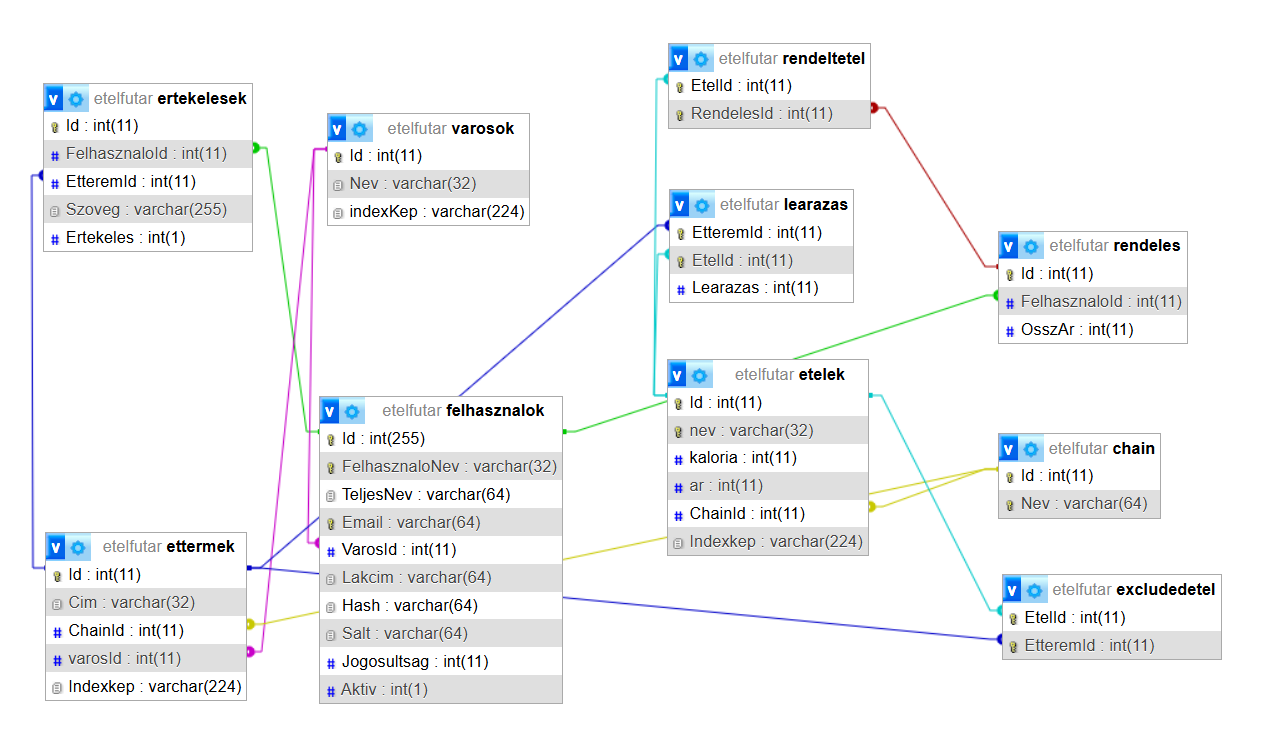 etelfutar ertekelesek
Id : int(11)
FelhasznaloId : int(11)
EtteremId : int(11)
Szoveg : varchar(255)
Ertekeles : int(1)
etelfutar varosok
Id : int(11)
Nev : varchar(32)
indexKep : varchar(224)
etelfutar rendeltetel
EtelId : int(11)
RendelesId : int(11)
etelfutar learazas
EtteremId : int(11)
EtelId : int(11)
Learazas : int(11)
etelfutar rendeles
Id : int(11)
FelhasznaloId : int(11)
OsszAr : int(11)
etelfutar etelek
Id : int(11)
nev : varchar(32)
kaloria : int(11)
ar : int(11)
ChainId : int(11)
Indexkep : varchar(224)
etelfutar felhasznalok
Id : int(255)
FelhasznaloNev : varchar(32)
TeljesNev : varchar(64)
Email : varchar(64)
VarosId : int(11)
Lakcim : varchar(64)
Hash : varchar(64)
Salt : varchar(64)
Jogosultsag : int(11)
Aktiv : int(1)
etelfutar chain
Id : int(11)
Nev : varchar(64)
etelfutar ettermek
Id : int(11)
Cim : varchar(32)
ChainId : int(11)
varosId : int(11)
Indexkep : varchar(224)
etelfutar excludedetel
EtelId : int(11)
EtteremId : int(11)